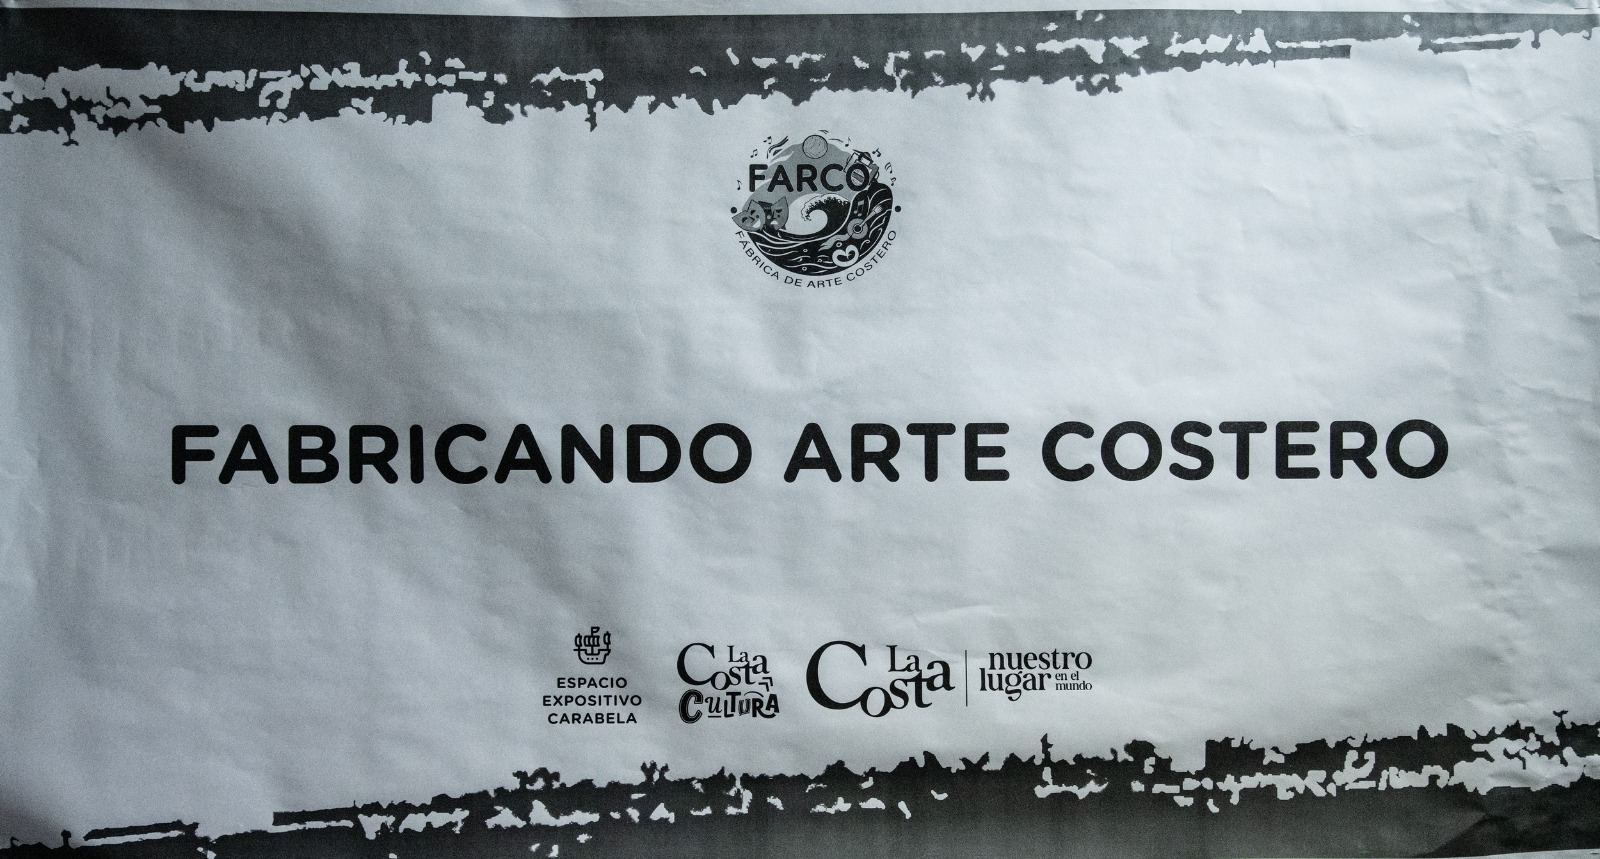 FARCO
FÁBRICA DE ARTE COSTERO
FABRICANDO ARTE COSTERO
ESPACIO
EXPOSITIVO
CARABELA
La
Costa
CULTURA
La
Costa
nuestro
lugar en el
mundo